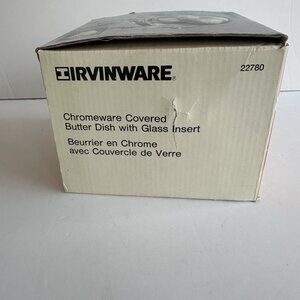 IRVINWARE® 22780
Chromeware Covered
Butter Dish with Glass Insert
Beurrier en Chrome
avec Couvercle de Verre